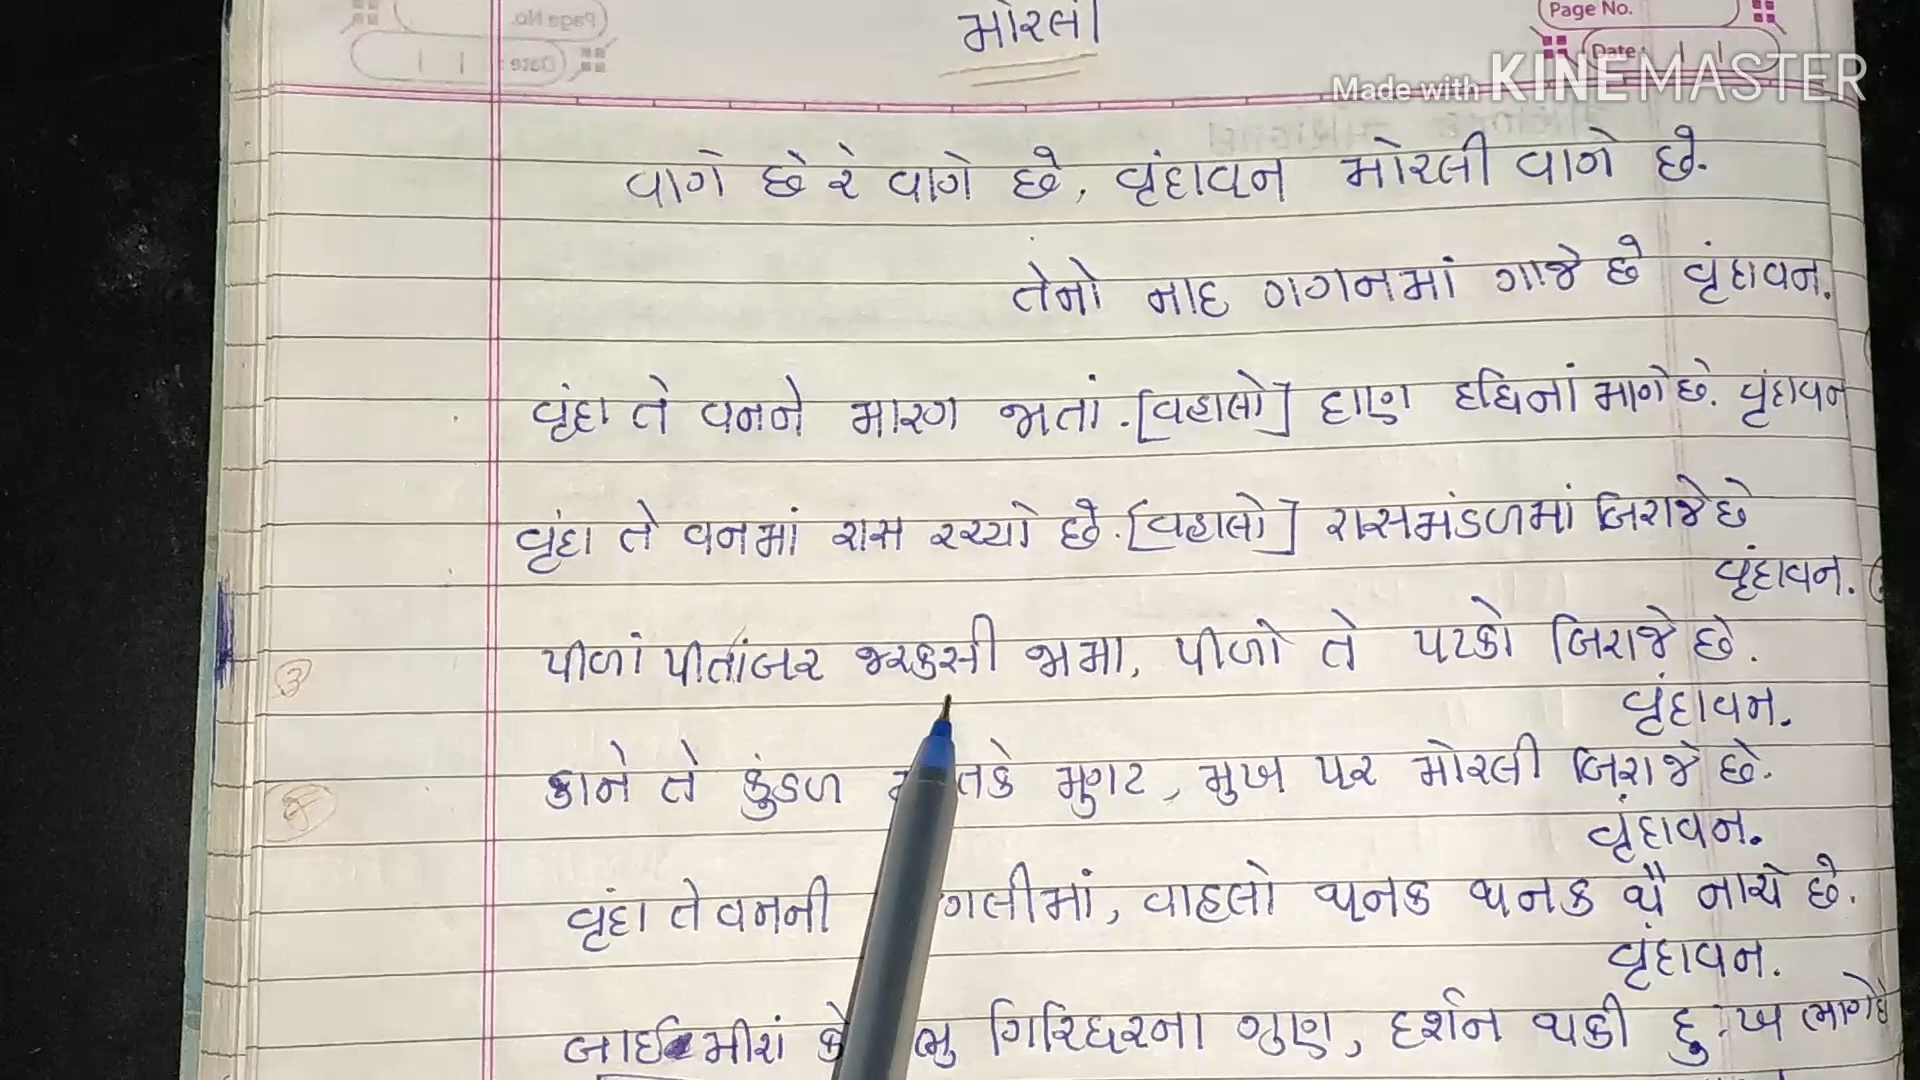 Page No.
Date:
મોરલી
Made with KINEMASTER
વાગે છે રે વાગે છે, વૃંદાવન મોરલી વાગે છે.
તેનો નાદ ગગનમાં ગાજે છે વૃંદાવન.
વૃંદા તે વનને મારગ જાતાં.[વહાલો] દાણ દધિનાં માગે છે. વૃંદાવન
વૃંદા તે વનમાં રાસ રચ્યો છે.[વહાલો] રાસમંડળમાં બિરાજે છે
વૃંદાવન.
પીળાં પીતાંબર જરકસી જામા, પીળો તે પટકો બિરાજે છે.
વૃંદાવન.
કાને તે કુંડળ તકે મુગટ, મુખ પર મોરલી બિરાજે છે.
વૃંદાવન.
વૃંદા તે વનની ગલીમાં, વાહલો થનક થનક થૈ નાચે છે.
વૃંદાવન.
બાઈ મીરાં કે ભુ ગિરિધરના ગુણ, દર્શન થકી દુ:ખ ભાગે છે